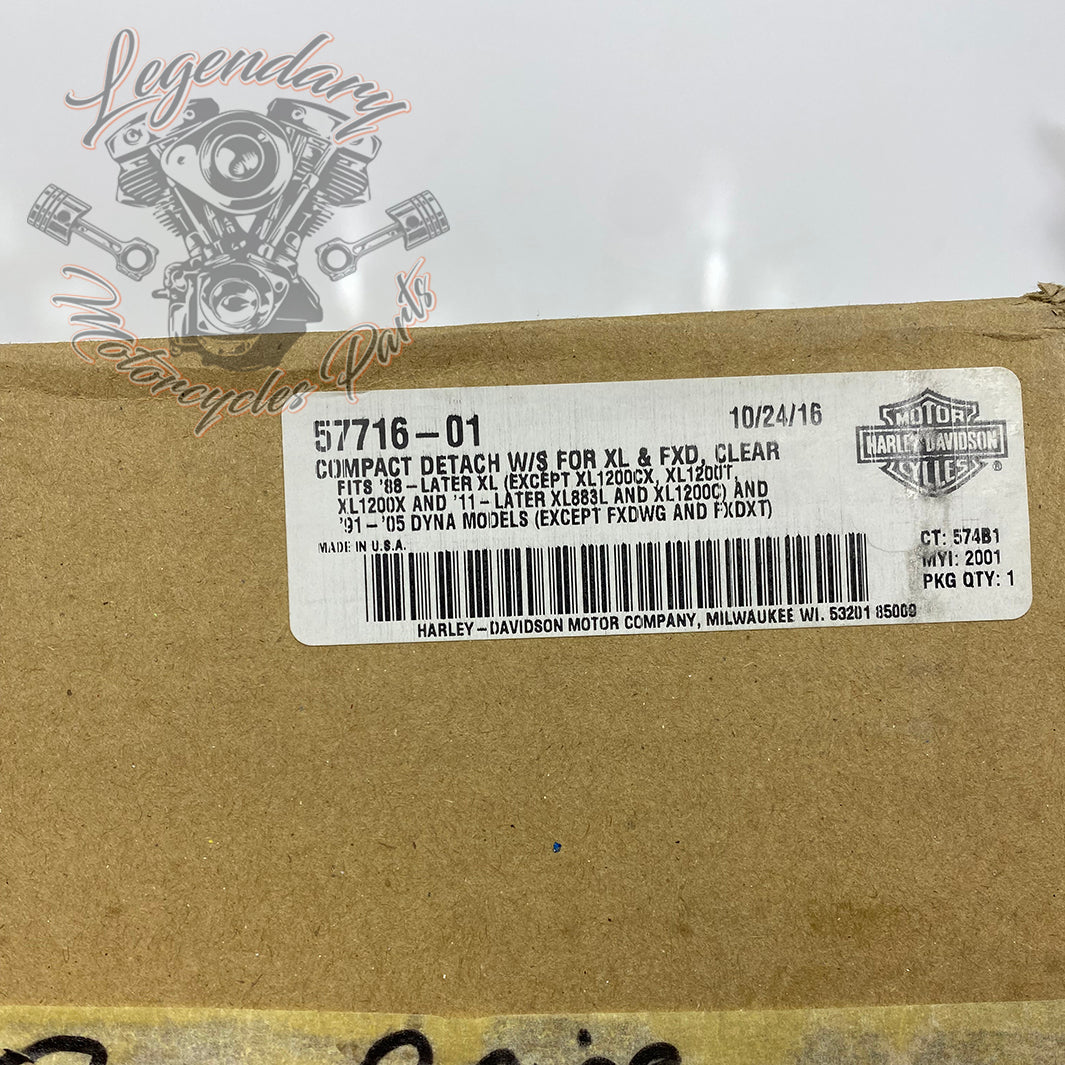 Legendary
Motorcycles Parts
57716-01
10/24/16
COMPACT DETACH W/S FOR XL & FXD, CLEAR
FITS '88-LATER XL (EXCEPT XL1200CX, XL1200T,
XL1200X AND '11-LATER XL883L AND XL1200C) AND
'91-'05 DYNA MODELS (EXCEPT FXDWG AND FXDXT)
MADE IN U.S.A.
MOTOR
HARLEY-DAVIDSON
CYCLES
®
CT: 574B1
MYI: 2001
PKG QTY: 1
HARLEY-DAVIDSON MOTOR COMPANY, MILWAUKEE WI. 53201 85009